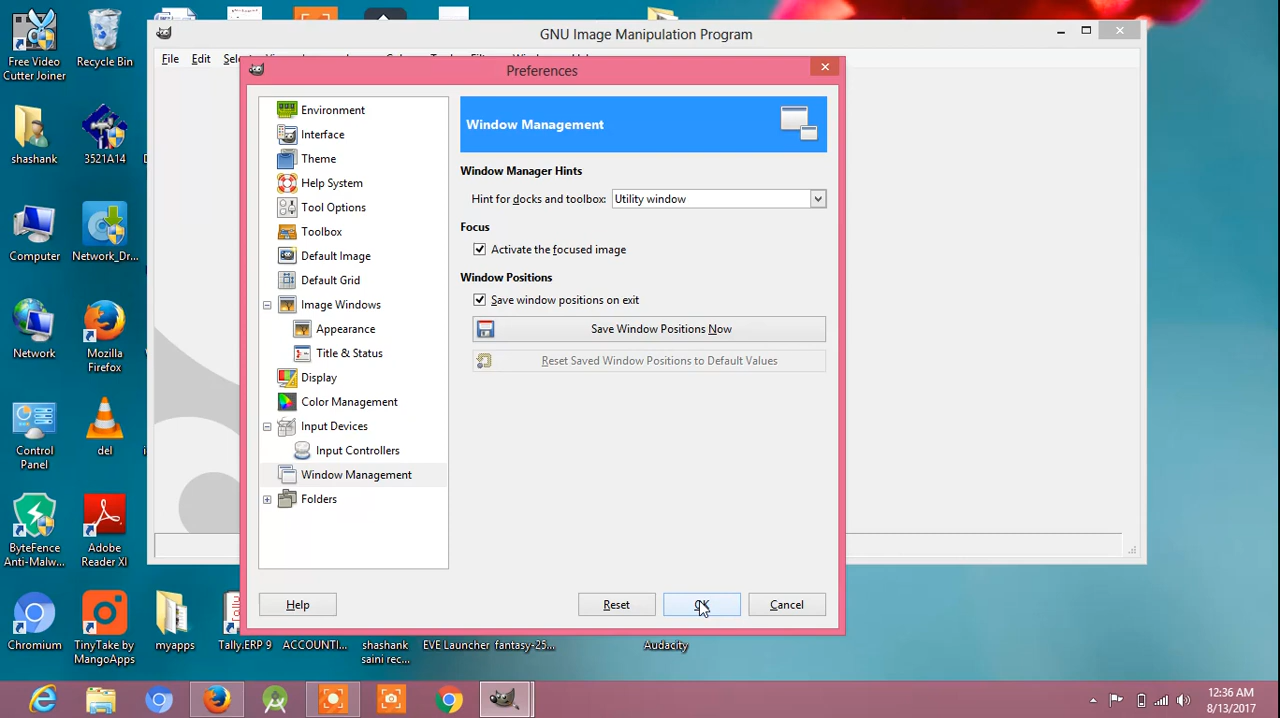 GNU Image Manipulation Program
File Edit
Preferences
Environment
Interface
Theme
Help System
Tool Options
Toolbox
Default Image
Default Grid
Image Windows
Appearance
Title & Status
Display
Color Management
Input Devices
Input Controllers
Window Management
Folders
Window Management
Window Manager Hints
Hint for docks and toolbox: Utility window
Focus
Activate the focused image
Window Positions
Save window positions on exit
Save Window Positions Now
Reset Saved Window Positions to Default Values
Help Reset OK Cancel
Free Video
Cutter Joiner
Recycle Bin
shashank
3521A14
Computer
Network_Dr...
Network
Mozilla
Firefox
Control
Panel
del
ByteFence
Anti-Malw...
Adobe
Reader XI
Chromium
TinyTake by
MangoApps
myapps
Tally.ERP 9
ACCOUNTI...
shashank
saini rec...
EVE Launcher
fantasy-25...
Audacity
12:36 AM
8/13/2017